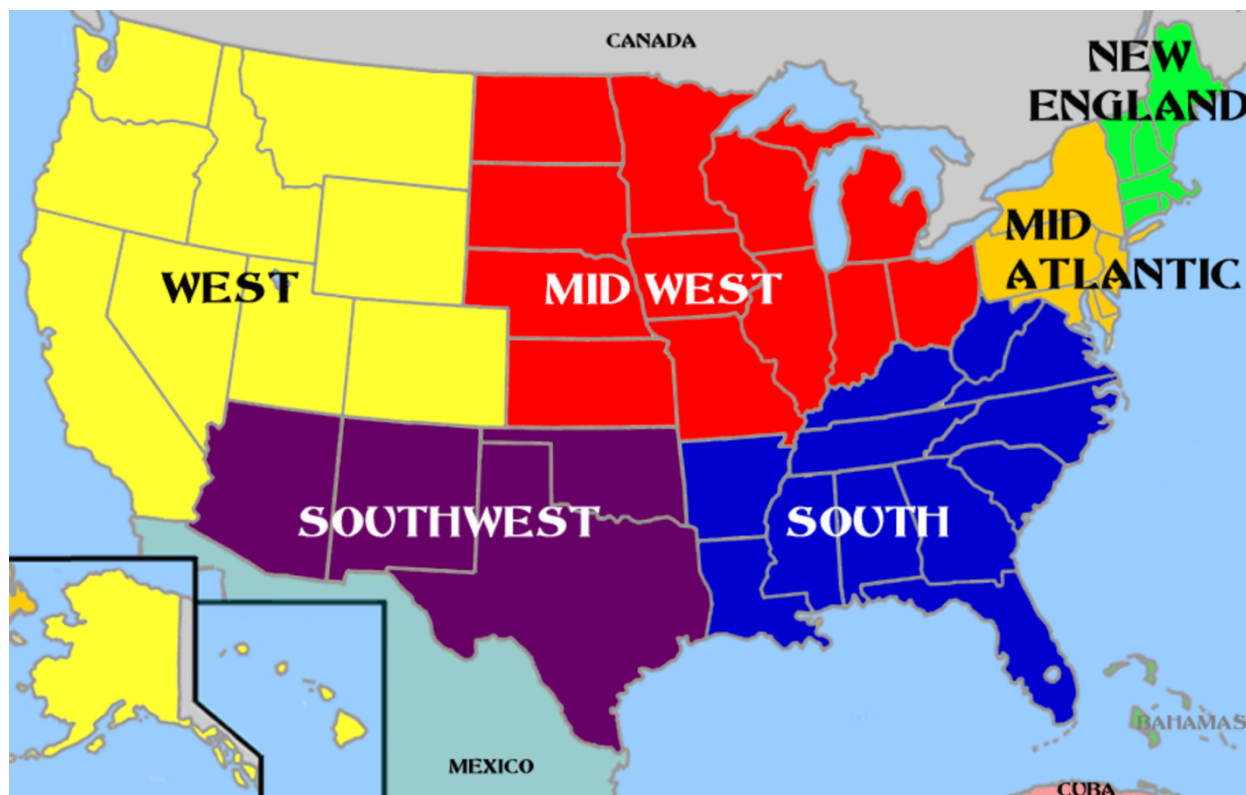 CANADA
NEW
ENGLAND
MID
ATLANTIC
WEST
MID WEST
SOUTHWEST
SOUTH
BAHAMAS
MEXICO
CUBA